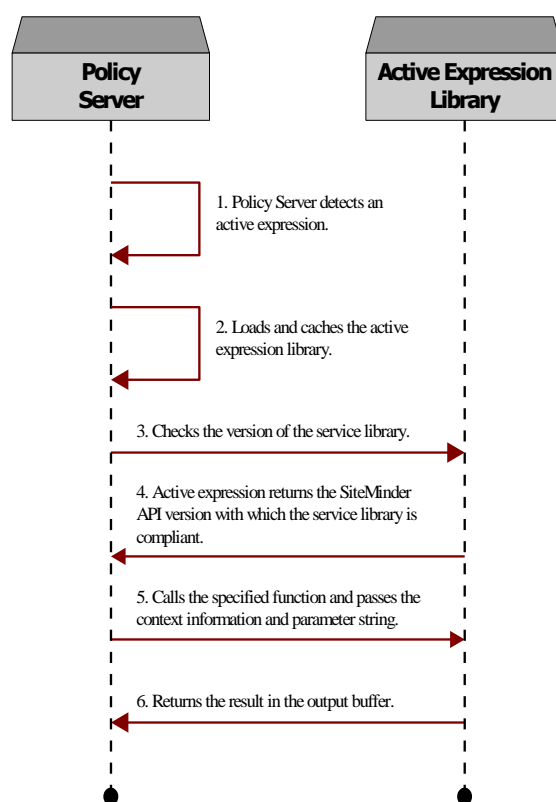 Policy
Server
Active Expression
Library
1. Policy Server detects an
active expression.
2. Loads and caches the active
expression library.
3. Checks the version of the service library.
4. Active expression returns the SiteMinder
API version with which the service library is
compliant.
5. Calls the specified function and passes the
context information and parameter string.
6. Returns the result in the output buffer.